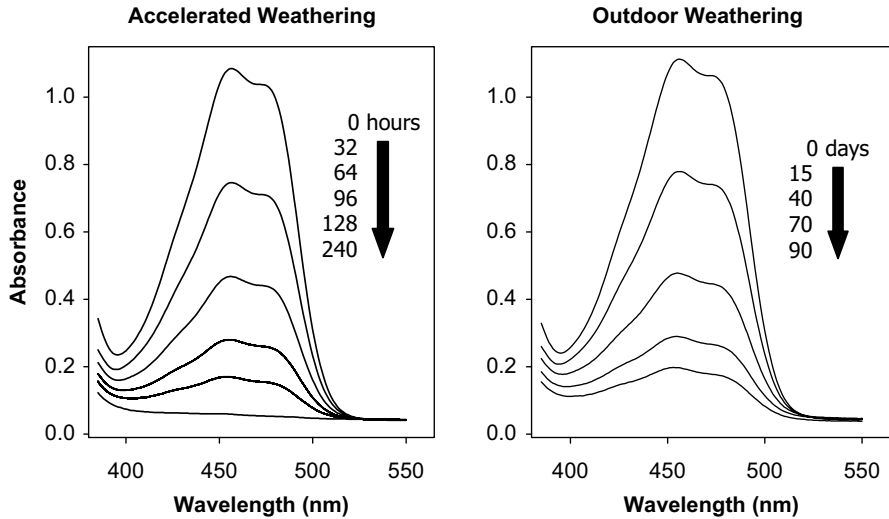 Accelerated Weathering
Absorbance
1.0
0.8
0.6
0.4
0.2
0.0
0 hours
32
64
96
128
240
400 450 500 550
Wavelength (nm)
Outdoor Weathering
1.0
0.8
0.6
0.4
0.2
0.0
0 days
15
40
70
90
400 450 500 550
Wavelength (nm)